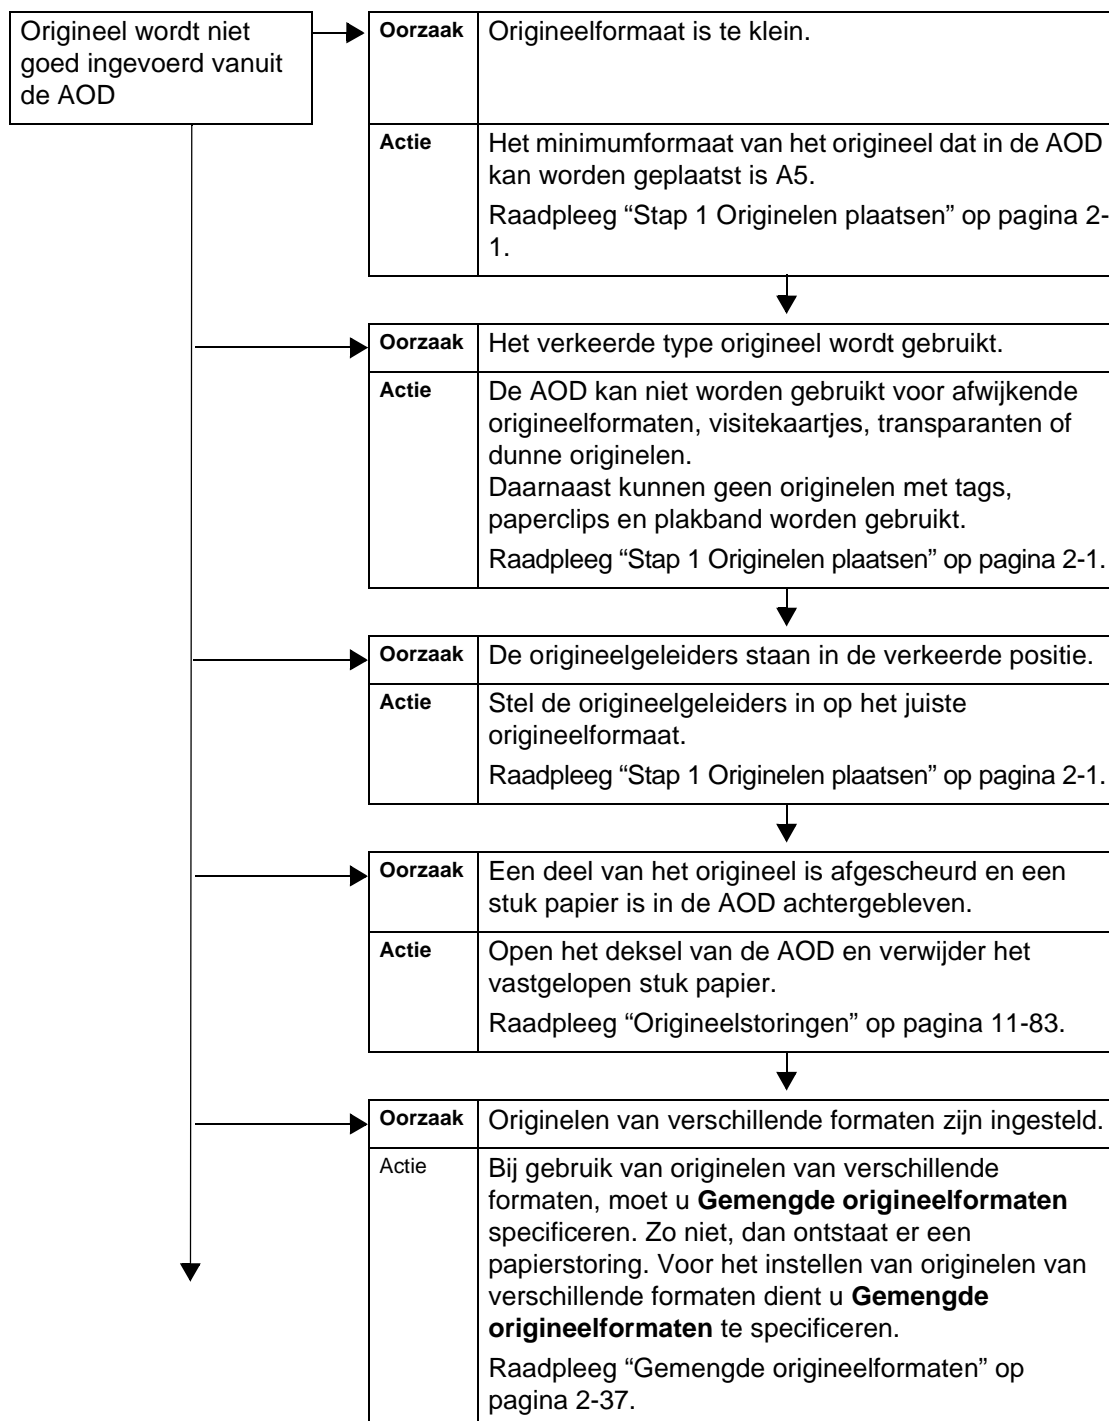 Origineel wordt niet
goed ingevoerd vanuit
de AOD
Oorzaak Origineelformaat is te klein.
Actie Het minimumformaat van het origineel dat in de AOD
kan worden geplaatst is A5.
Raadpleeg “Stap 1 Originelen plaatsen” op pagina 2-
1.
Oorzaak Het verkeerde type origineel wordt gebruikt.
Actie De AOD kan niet worden gebruikt voor afwijkende
origineelformaten, visitekaartjes, transparanten of
dunne originelen.
Daarnaast kunnen geen originelen met tags,
paperclips en plakband worden gebruikt.
Raadpleeg “Stap 1 Originelen plaatsen” op pagina 2-1.
Oorzaak De origineelgeleiders staan in de verkeerde positie.
Actie Stel de origineelgeleiders in op het juiste
origineelformaat.
Raadpleeg “Stap 1 Originelen plaatsen” op pagina 2-1.
Oorzaak Een deel van het origineel is afgescheurd en een
stuk papier is in de AOD achtergebleven.
Actie Open het deksel van de AOD en verwijder het
vastgelopen stuk papier.
Raadpleeg “Origineelstoringen” op pagina 11-83.
Oorzaak Originelen van verschillende formaten zijn ingesteld.
Actie Bij gebruik van originelen van verschillende
formaten, moet u Gemengde origineelformaten
specificeren. Zo niet, dan ontstaat er een
papierstoring. Voor het instellen van originelen van
verschillende formaten dient u Gemengde
origineelformaten te specificeren.
Raadpleeg “Gemengde origineelformaten” op
pagina 2-37.